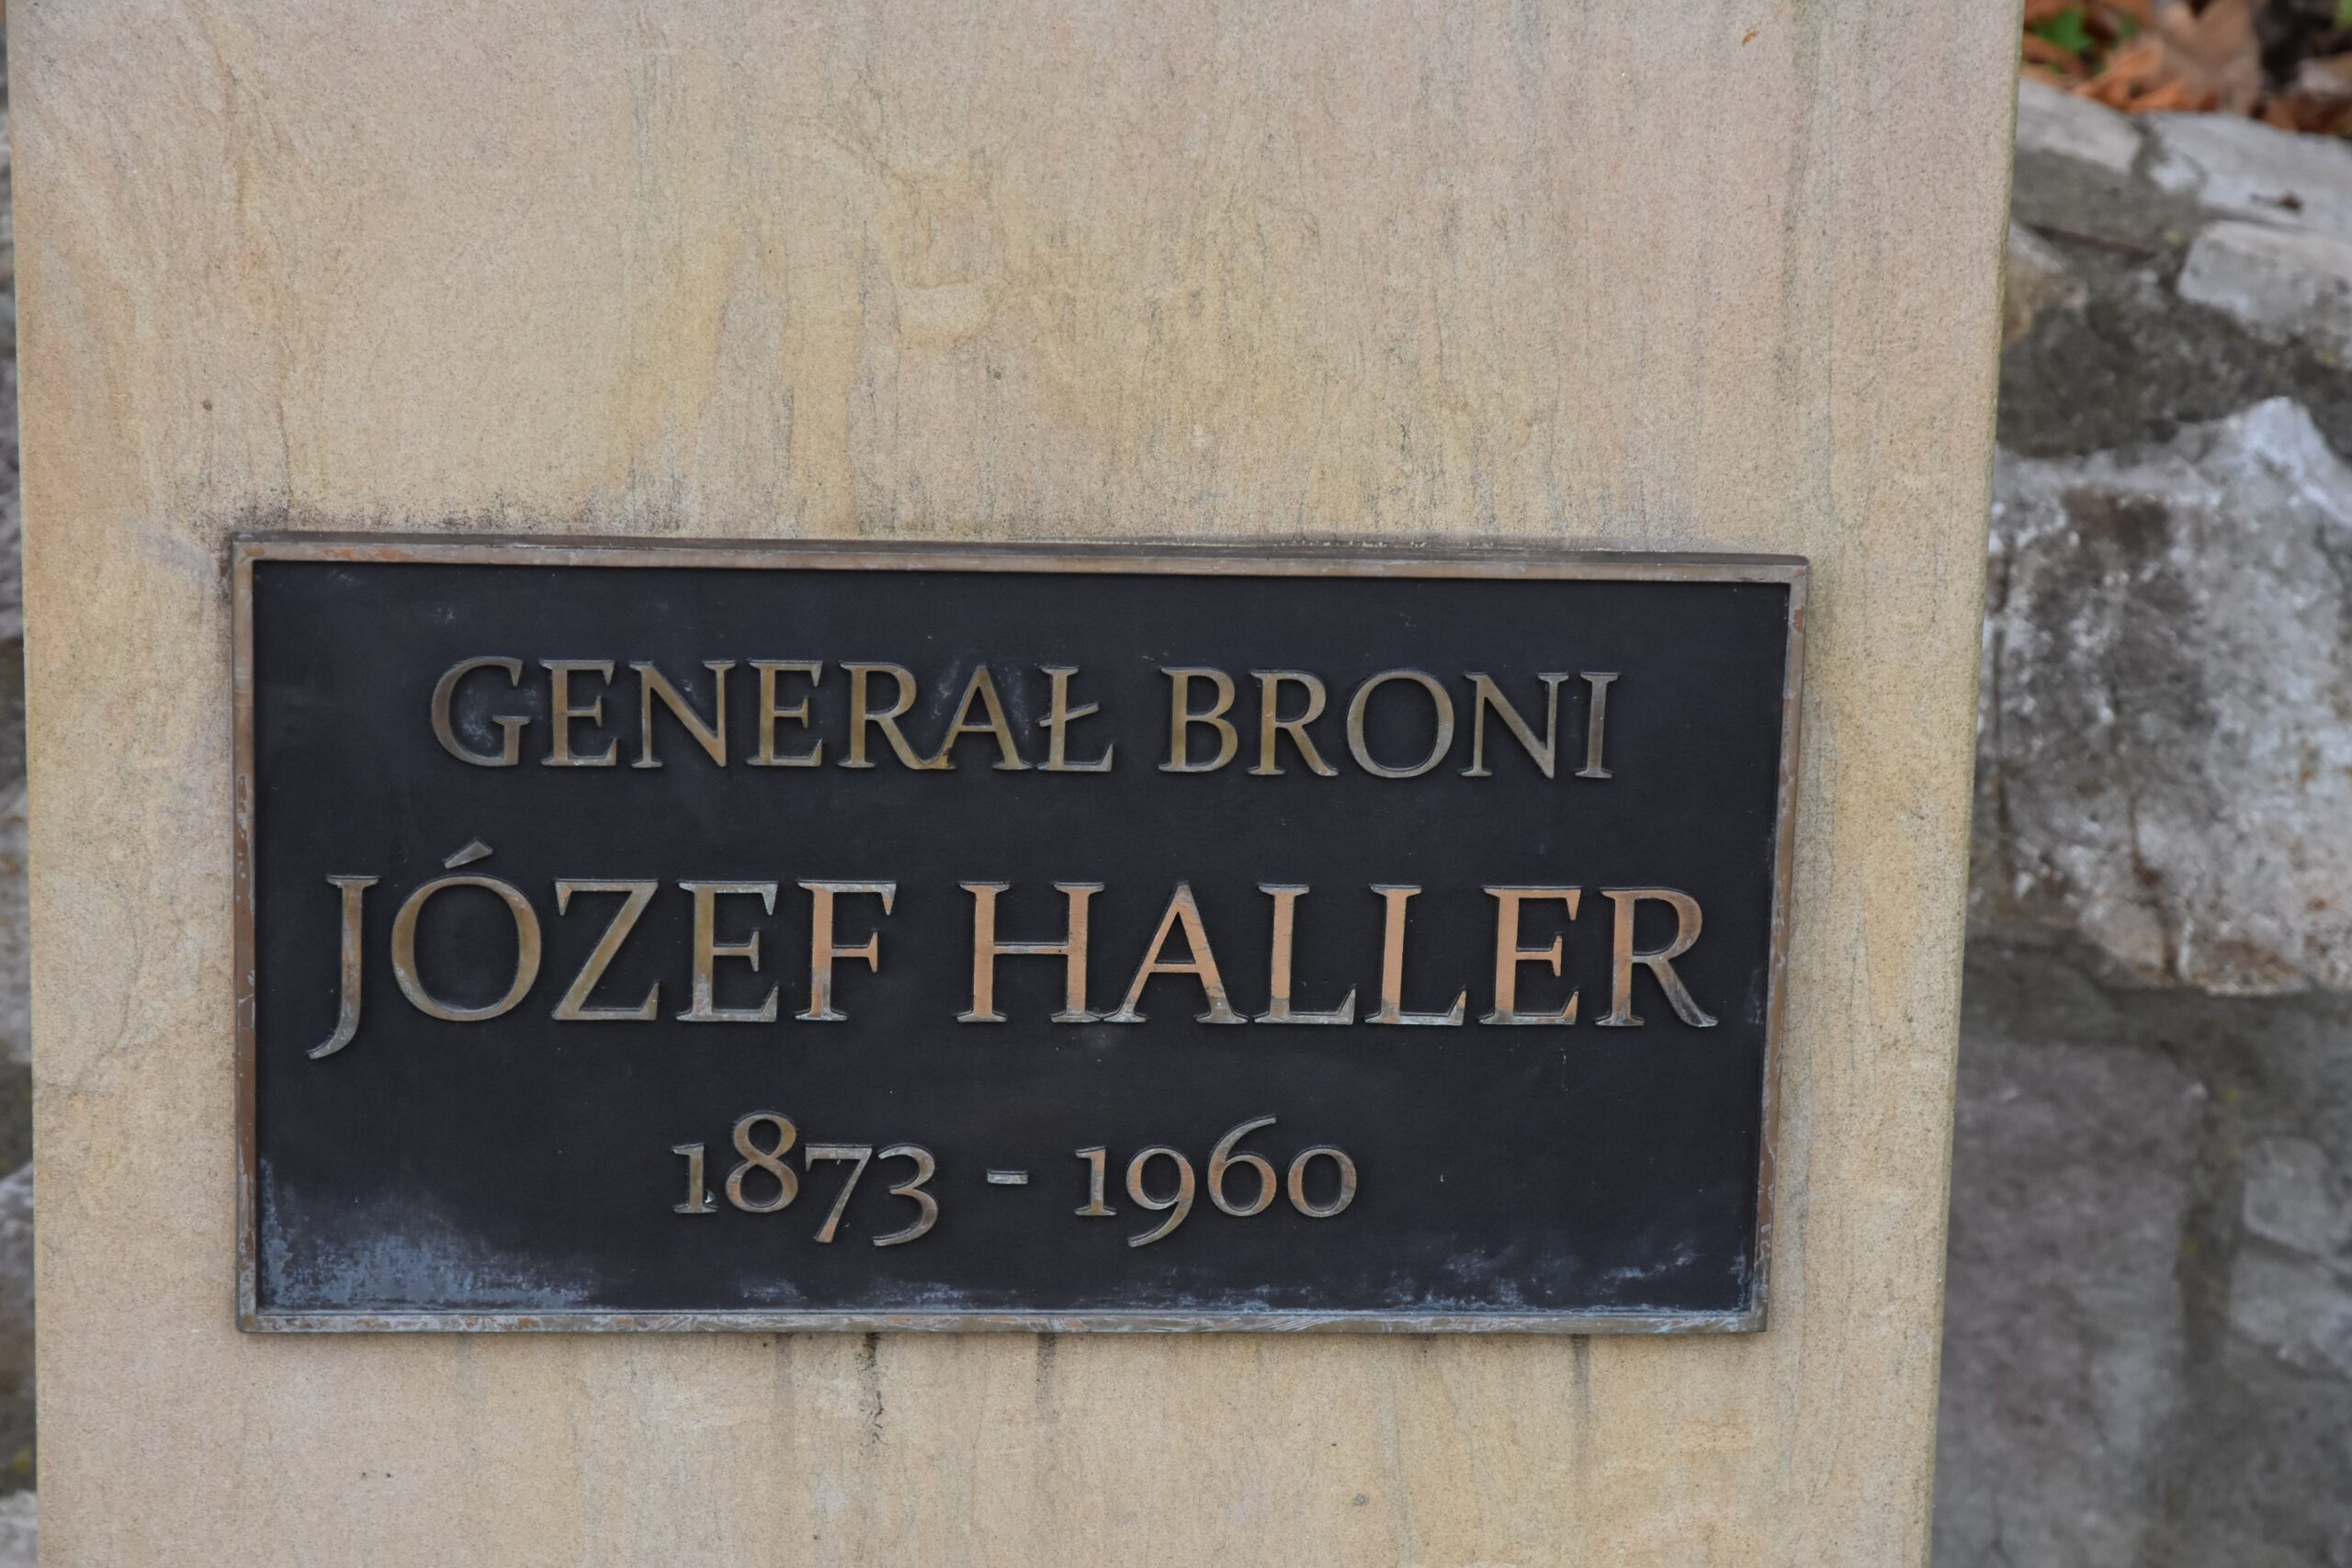 GENERAŁ BRONI
JÓZEF HALLER
1873 - 1960